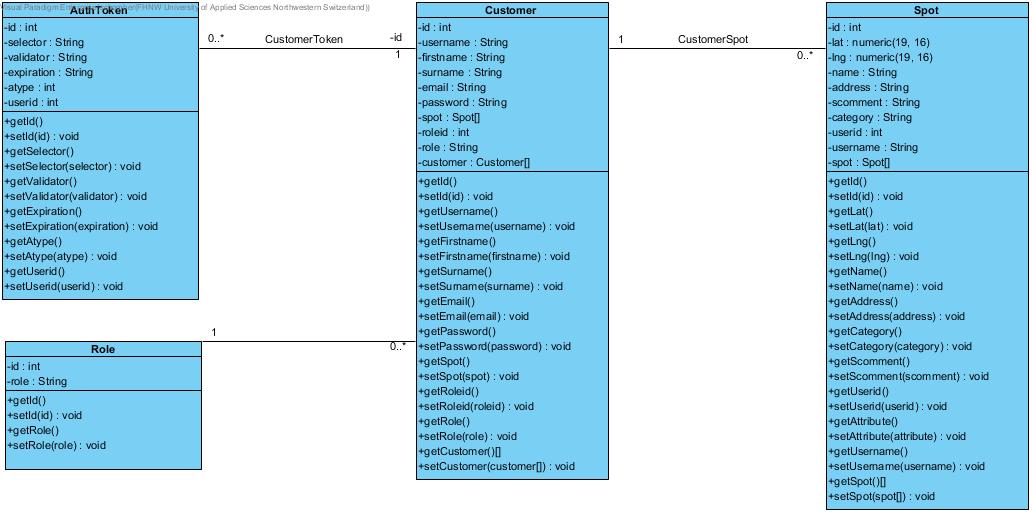 Visual Paradigm (FHNW University of Applied Sciences Northwestern Switzerland))
AuthToken
-id : int
-selector : String
-validator : String
-expiration : String
-atype : int
-userid : int
+getId()
+setId(id) : void
+getSelector()
+setSelector(selector) : void
+getValidator()
+setValidator(validator) : void
+getExpiration()
+setExpiration(expiration) : void
+getAtype()
+setAtype(atype) : void
+getUserid()
+setUserid(userid) : void
0..*
CustomerToken
-id
1
Customer
-id : int
-username : String
-firstname : String
-surname : String
-email : String
-password : String
-spot : Spot[]
-roleid : int
-role : String
-customer : Customer[]
+getId()
+setId(id) : void
+getUsername()
+setUsername(username) : void
+getFirstname()
+setFirstname(firstname) : void
+getSurname()
+setSurname(surname) : void
+getEmail()
+setEmail(email) : void
+getPassword()
+setPassword(password) : void
+getSpot()
+setSpot(spot) : void
+getRoleid()
+setRoleid(roleid) : void
+getRole()
+setRole(role) : void
+getCustomer()[]
+setCustomer(customer[]) : void
1
CustomerSpot
0..*
Spot
-id : int
-lat : numeric(19, 16)
-lng : numeric(19, 16)
-name : String
-address : String
-scomment : String
-category : String
-userid : int
-username : String
-spot : Spot[]
+getId()
+setId(id) : void
+getLat()
+setLat(lat) : void
+getLng()
+setLng(lng) : void
+getName()
+setName(name) : void
+getAddress()
+setAddress(address) : void
+getCategory()
+setCategory(category) : void
+getScomment()
+setScomment(scomment) : void
+getUserid()
+setUserid(userid) : void
+getAttribute()
+setAttribute(attribute) : void
+getUsername()
+setUsername(username) : void
+getSpot()[]
+setSpot(spot[]) : void
1
0..*
Role
-id : int
-role : String
+getId()
+setId(id) : void
+getRole()
+setRole(role) : void